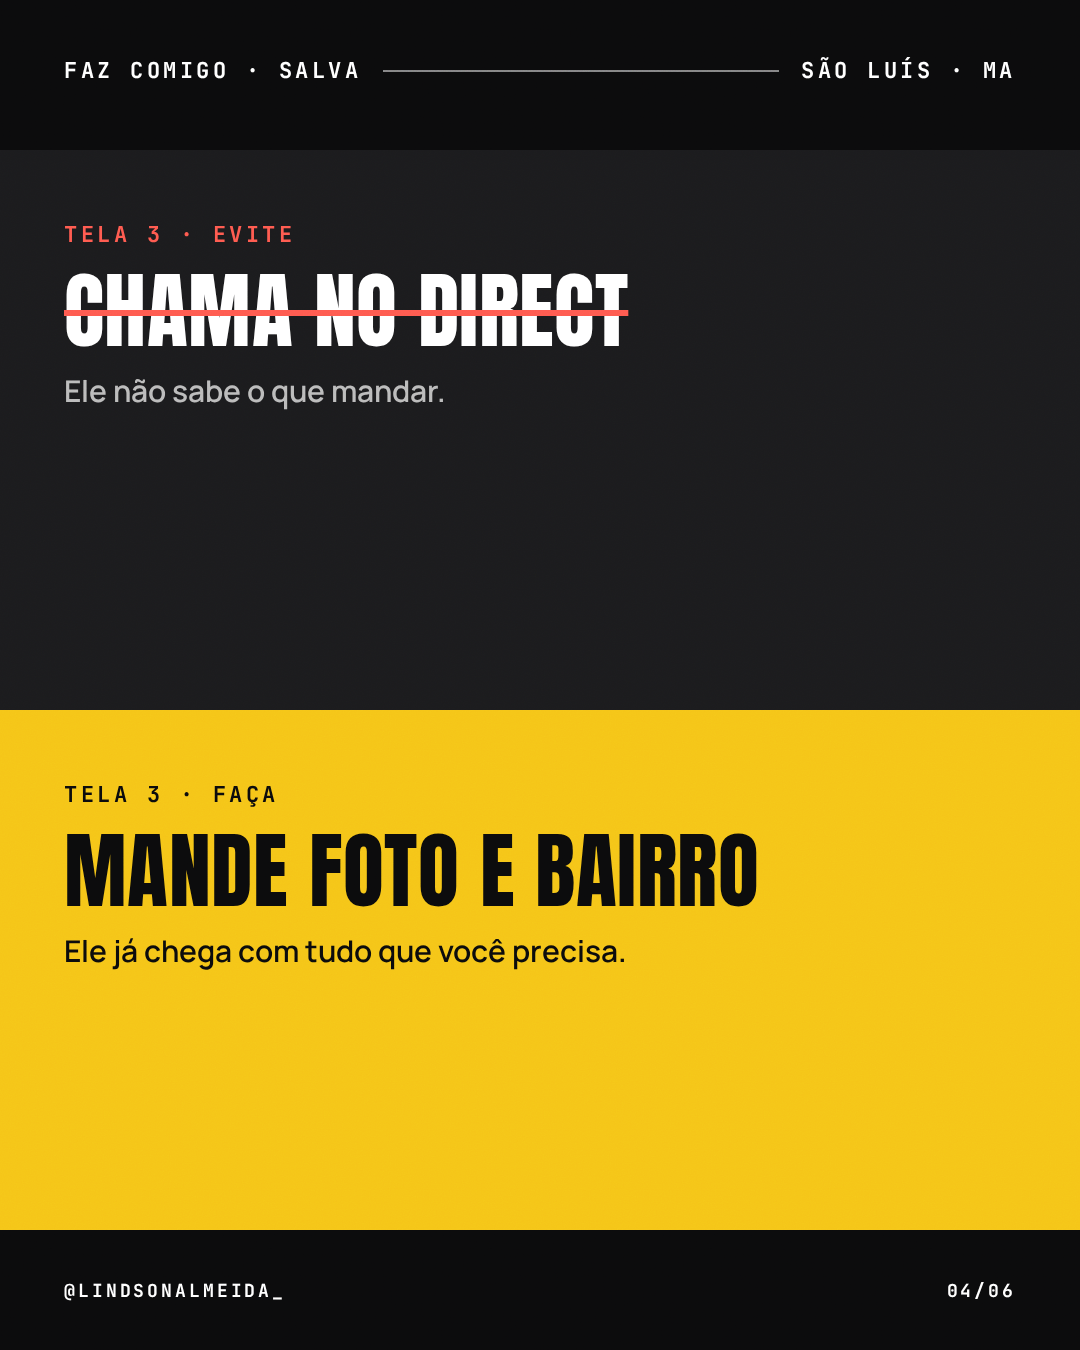 FAZ COMIGO · SALVA SÃO LUÍS · MA
TELA 3 · EVITE
CHAMA NO DIRECT
Ele não sabe o que mandar.
TELA 3 · FAÇA
MANDE FOTO E BAIRRO
Ele já chega com tudo que você precisa.
@LINDSONALMEIDA_ 04/06